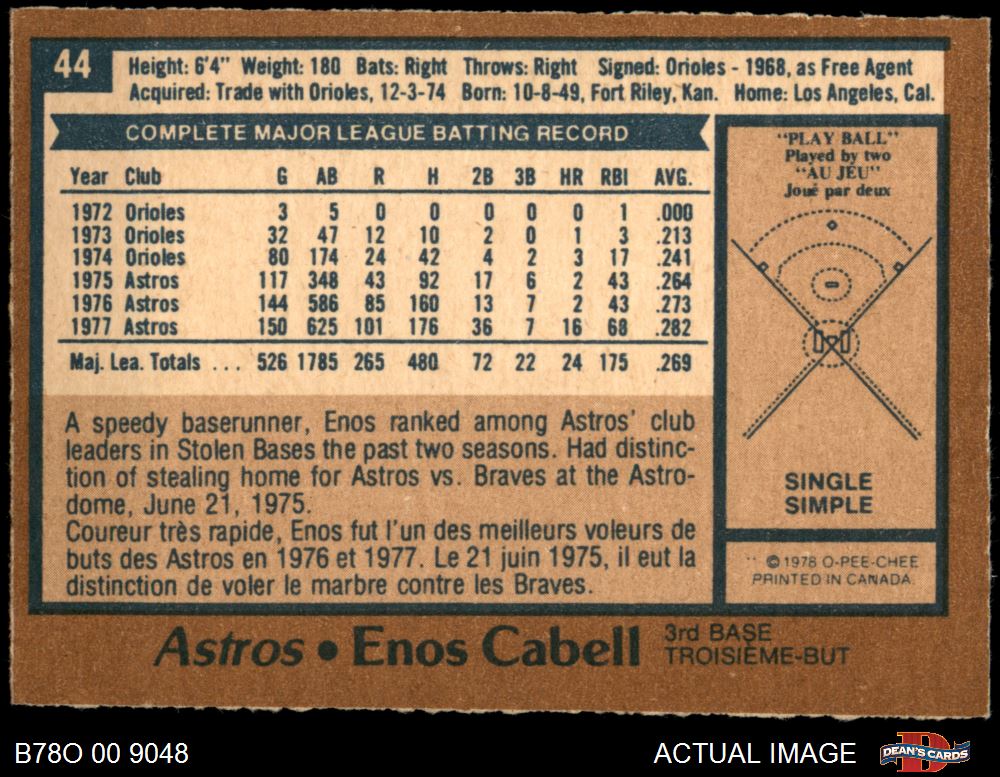 44
Height: 6'4" Weight: 180 Bats: Right Throws: Right Signed: Orioles - 1968, as Free Agent
Acquired: Trade with Orioles, 12-3-74 Born: 10-8-49, Fort Riley, Kan. Home: Los Angeles, Cal.
COMPLETE MAJOR LEAGUE BATTING RECORD
Year Club G AB R H 2B 3B HR RBI AVG.
1972 Orioles 3 5 0 0 0 0 0 1 .000
1973 Orioles 32 47 12 10 2 0 1 3 .213
1974 Orioles 80 174 24 42 4 2 3 17 .241
1975 Astros 117 348 43 92 17 6 2 43 .264
1976 Astros 144 586 85 160 13 7 2 43 .273
1977 Astros 150 625 101 176 36 7 16 68 .282
Maj. Lea. Totals ... 526 1785 265 480 72 22 24 175 .269
A speedy baserunner, Enos ranked among Astros' club
leaders in Stolen Bases the past two seasons. Had distinc-
tion of stealing home for Astros vs. Braves at the Astro-
dome, June 21, 1975.
Coureur très rapide, Enos fut l'un des meilleurs voleurs de
buts des Astros en 1976 et 1977. Le 21 juin 1975, il eut la
distinction de voler le marbre contre les Braves.
"PLAY BALL"
Played by two
"AU JEU"
Joué par deux
SINGLE
SIMPLE
© 1978 O-PEE-CHEE
PRINTED IN CANADA.
Astros • Enos Cabell
3rd BASE
TROISIÈME-BUT
B78O 00 9048
ACTUAL IMAGE
DEAN'S CARDS